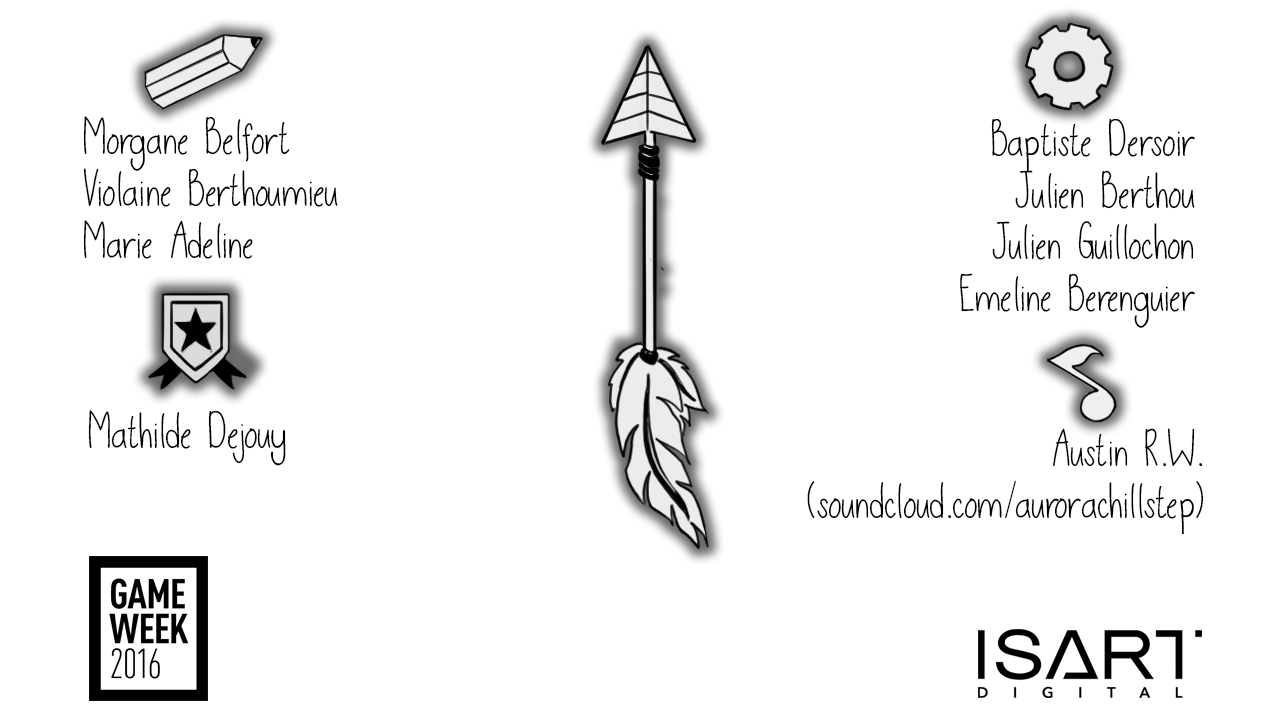 Morgane Belfort
Violaine Berthoumieu
Marie Adeline
Mathilde Dejouy
Baptiste Dersoir
Julien Berthou
Julien Guillochon
Emeline Berenguier
Austin R.W.
(soundcloud.com/aurorachillstep)
GAME
WEEK
2016
ISART
DIGITAL